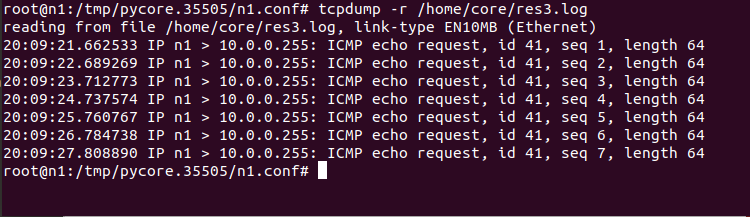 root@n1:/tmp/pycore.35505/n1.conf# tcpdump -r /home/core/res3.log
reading from file /home/core/res3.log, link-type EN10MB (Ethernet)
20:09:21.662533 IP n1 > 10.0.0.255: ICMP echo request, id 41, seq 1, length 64
20:09:22.689269 IP n1 > 10.0.0.255: ICMP echo request, id 41, seq 2, length 64
20:09:23.712773 IP n1 > 10.0.0.255: ICMP echo request, id 41, seq 3, length 64
20:09:24.737574 IP n1 > 10.0.0.255: ICMP echo request, id 41, seq 4, length 64
20:09:25.760767 IP n1 > 10.0.0.255: ICMP echo request, id 41, seq 5, length 64
20:09:26.784738 IP n1 > 10.0.0.255: ICMP echo request, id 41, seq 6, length 64
20:09:27.808890 IP n1 > 10.0.0.255: ICMP echo request, id 41, seq 7, length 64
root@n1:/tmp/pycore.35505/n1.conf#